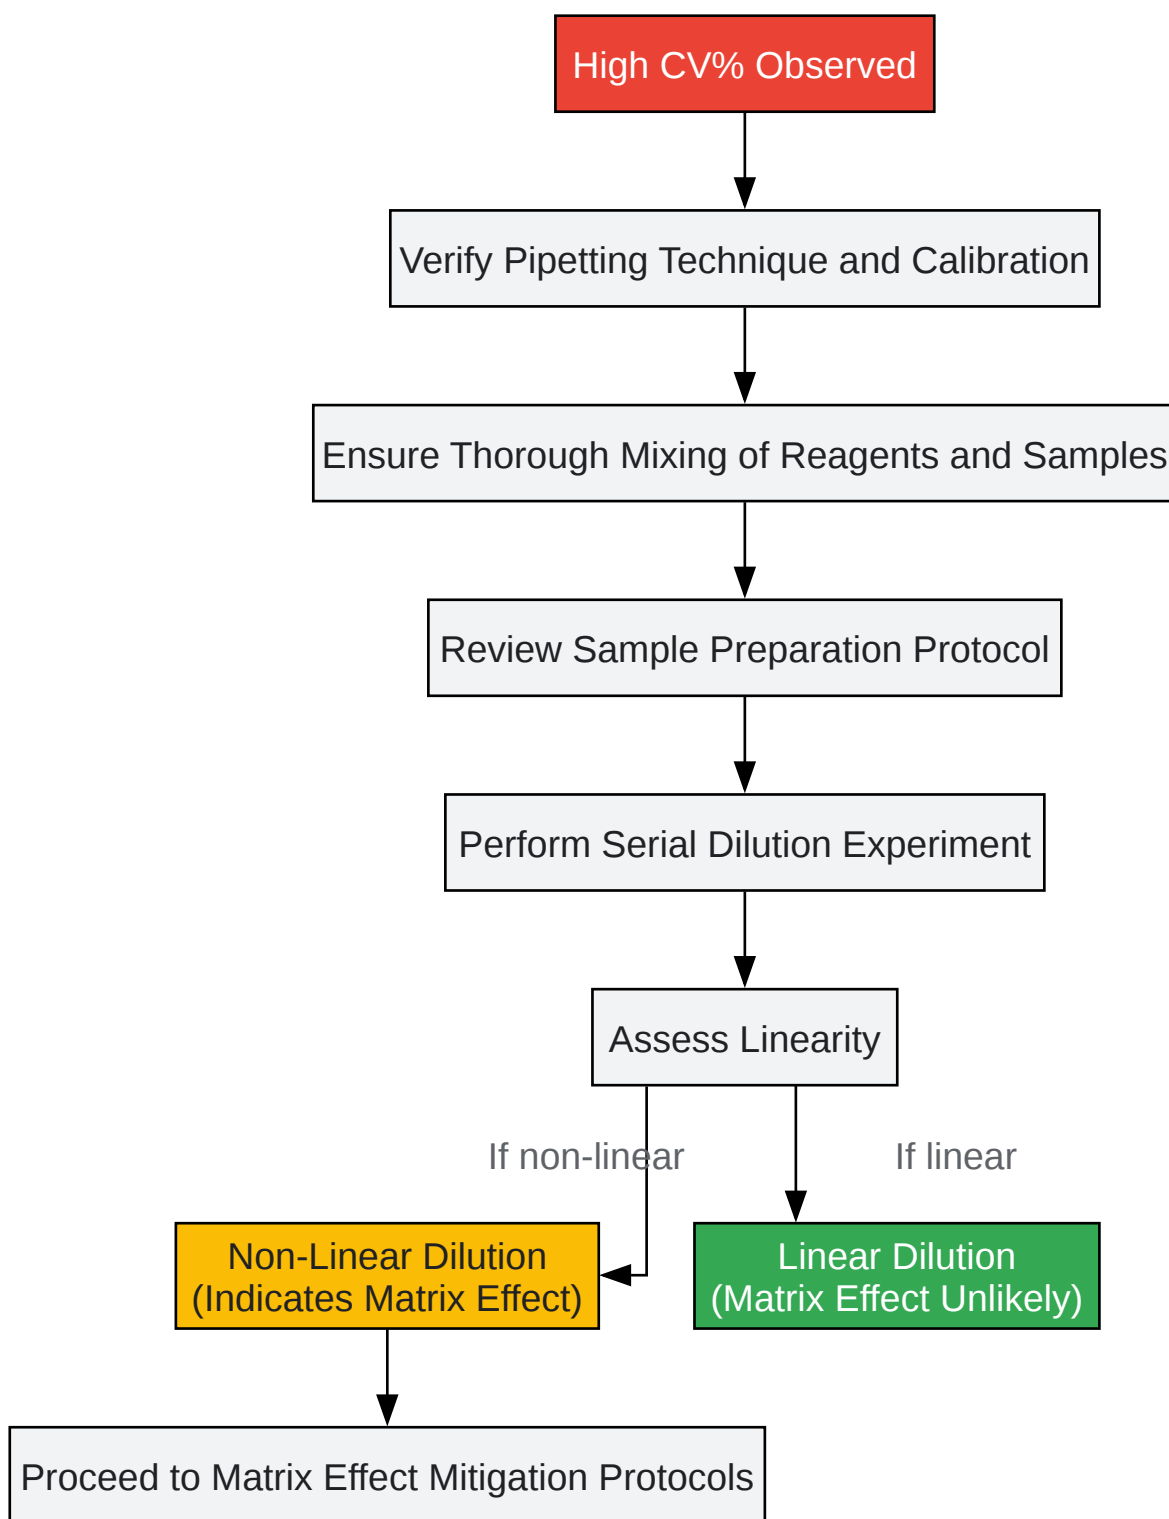 High CV% Observed
Verify Pipetting Technique and Calibration
Ensure Thorough Mixing of Reagents and Samples
Review Sample Preparation Protocol
Perform Serial Dilution Experiment
Assess Linearity
If non-linear
If linear
Non-Linear Dilution
(Indicates Matrix Effect)
Linear Dilution
(Matrix Effect Unlikely)
Proceed to Matrix Effect Mitigation Protocols